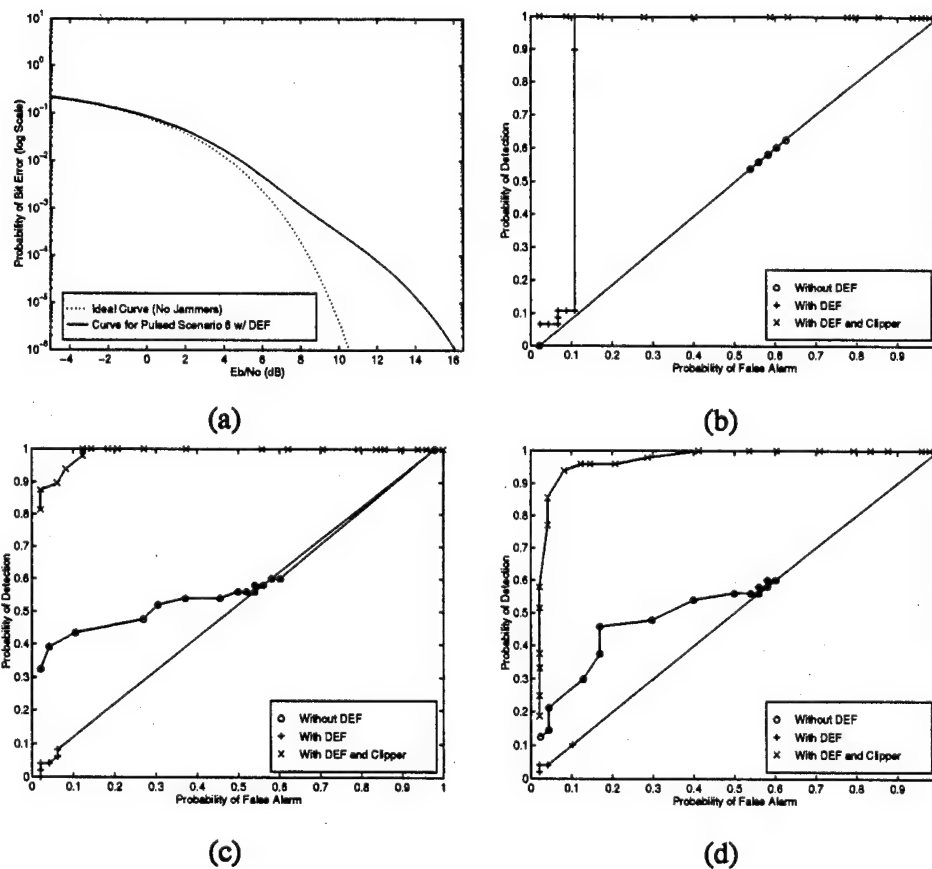 10^1
10^0
10^-1
10^-2
10^-3
10^-4
10^-5
10^-6
Probability of Bit Error (log Scale)
Ideal Curve (No Jammers)
Curve for Pulsed Scenario 6 w/ DEF
-4 -2 0 2 4 6 8 10 12 14 16
Eb/No (dB)
(a)
1
0.9
0.8
0.7
0.6
0.5
0.4
0.3
0.2
0.1
0
Probability of Detection
Without DEF
With DEF
With DEF and Clipper
0 0.1 0.2 0.3 0.4 0.5 0.6 0.7 0.8 0.9
Probability of False Alarm
(b)
1
0.9
0.8
0.7
0.6
0.5
0.4
0.3
0.2
0.1
0
Probability of Detection
Without DEF
With DEF
With DEF and Clipper
0 0.1 0.2 0.3 0.4 0.5 0.6 0.7 0.8 0.9 1
Probability of False Alarm
(c)
1
0.9
0.8
0.7
0.6
0.5
0.4
0.3
0.2
0.1
0
Probability of Detection
Without DEF
With DEF
With DEF and Clipper
0 0.1 0.2 0.3 0.4 0.5 0.6 0.7 0.8 0.9
Probability of False Alarm
(d)